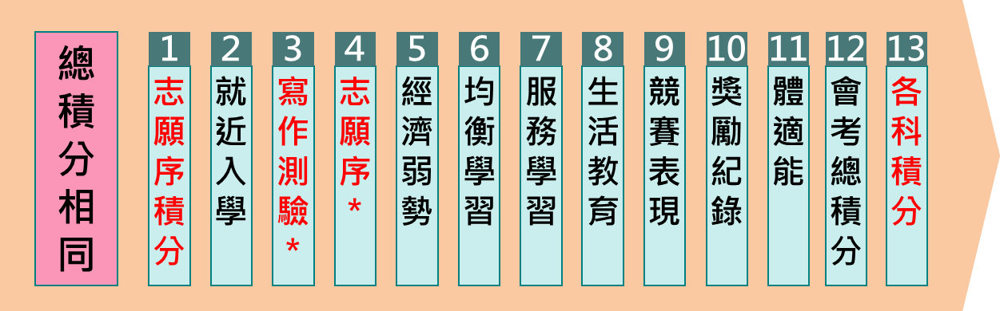 總積分相同
1
志願序積分
2
就近入學
3
寫作測驗*
4
志願序*
5
經濟弱勢
6
均衡學習
7
服務學習
8
生活教育
9
競賽表現
10
獎勵紀錄
11
體適能
12
會考總積分
13
各科積分